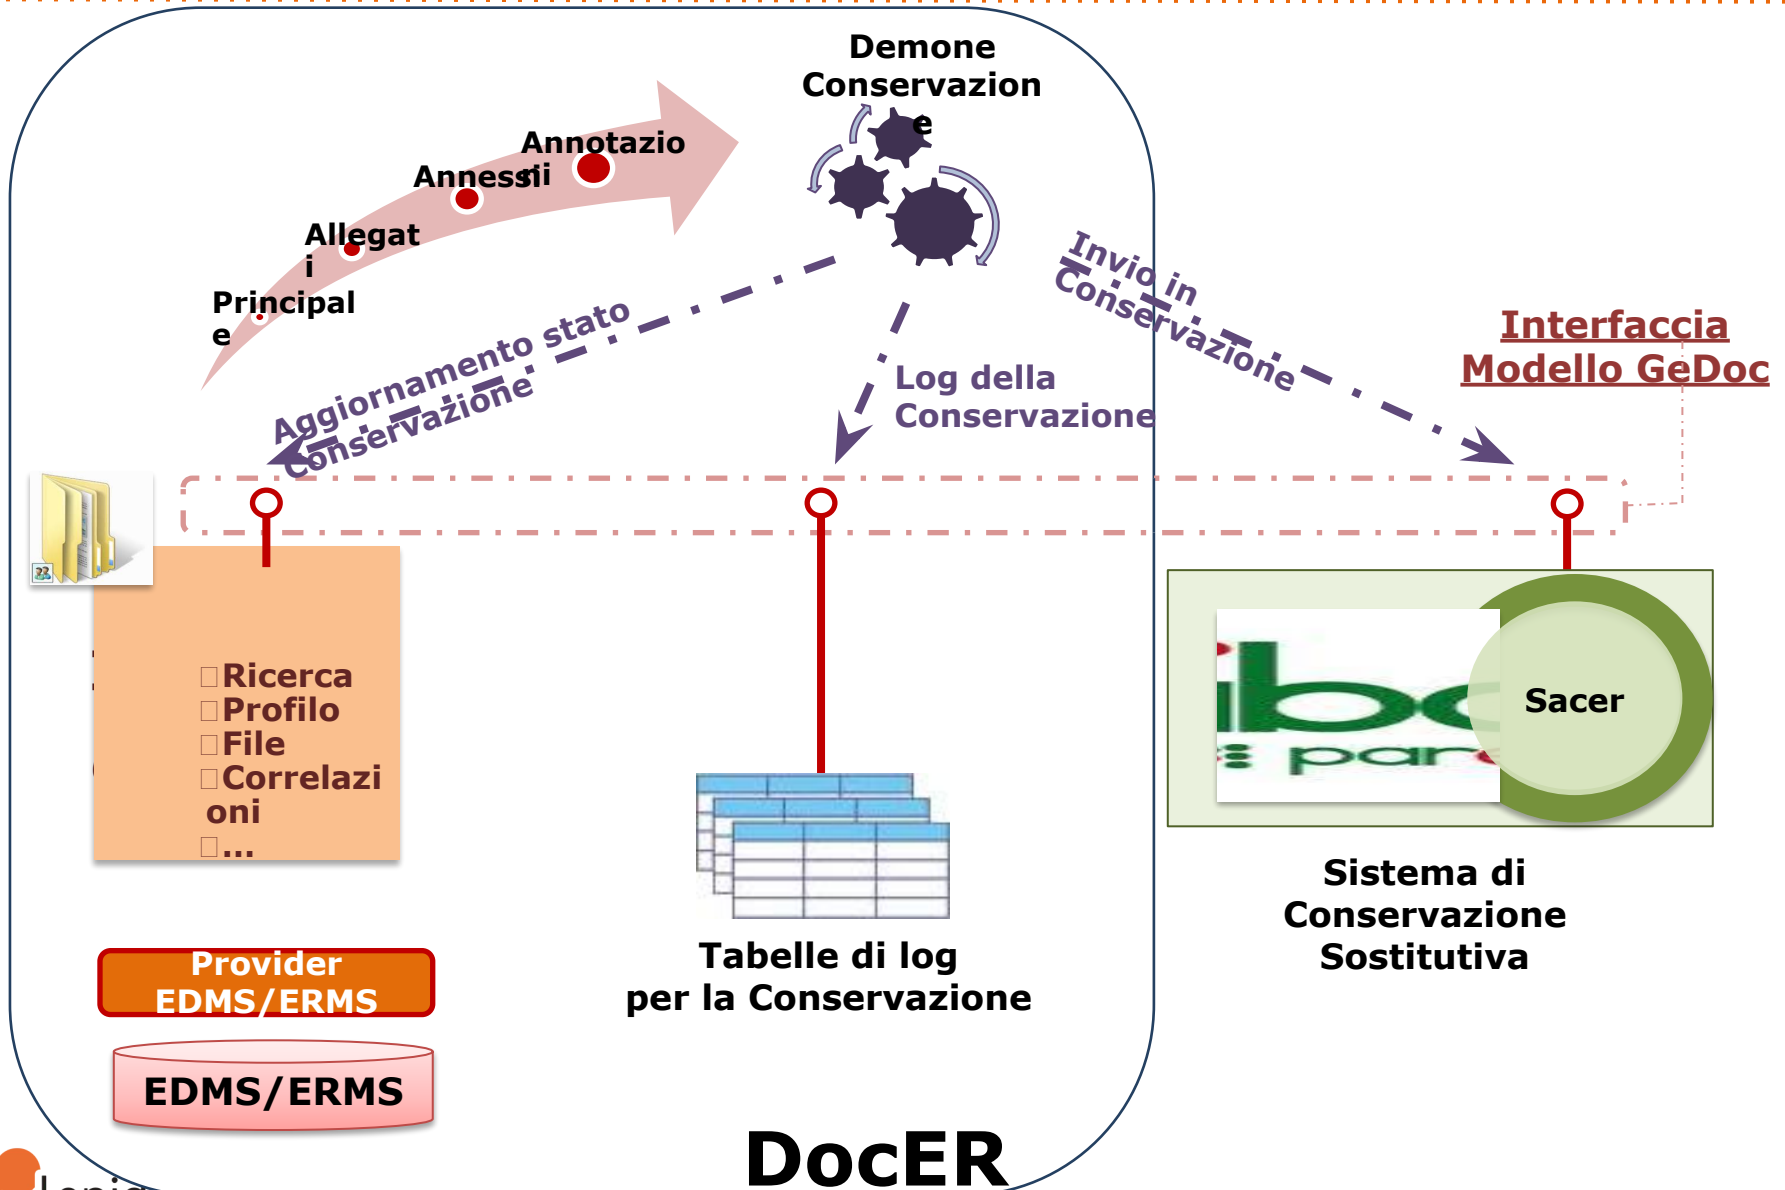 Demone
Conservazion
e
Annotazio
ni
Annessi
Allegat
i
Principal
e
Aggiornamento stato
Conservazione
Log della
Conservazione
Invio in
Conservazione
Interfaccia
Modello GeDoc
Ricerca
Profilo
File
Correlazi
oni
...
Sacer
Sistema di
Conservazione
Sostitutiva
Tabelle di log
per la Conservazione
Provider
EDMS/ERMS
EDMS/ERMS
DocER